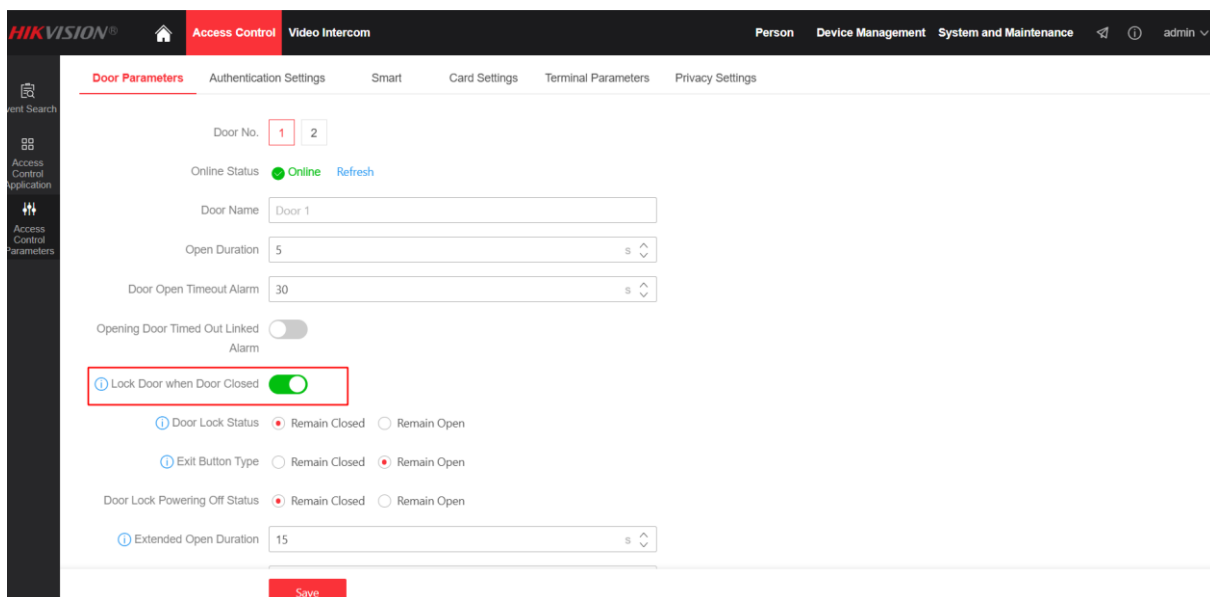 HIKVISION® Access Control Video Intercom Person Device Management System and Maintenance admin
Door Parameters Authentication Settings Smart Card Settings Terminal Parameters Privacy Settings
vent Search
Access
Control
Application
Access
Control
Parameters
Door No. 1 2
Online Status Online Refresh
Door Name Door 1
Open Duration 5 s
Door Open Timeout Alarm 30 s
Opening Door Timed Out Linked
Alarm
Lock Door when Door Closed
Door Lock Status Remain Closed Remain Open
Exit Button Type Remain Closed Remain Open
Door Lock Powering Off Status Remain Closed Remain Open
Extended Open Duration 15 s
Save